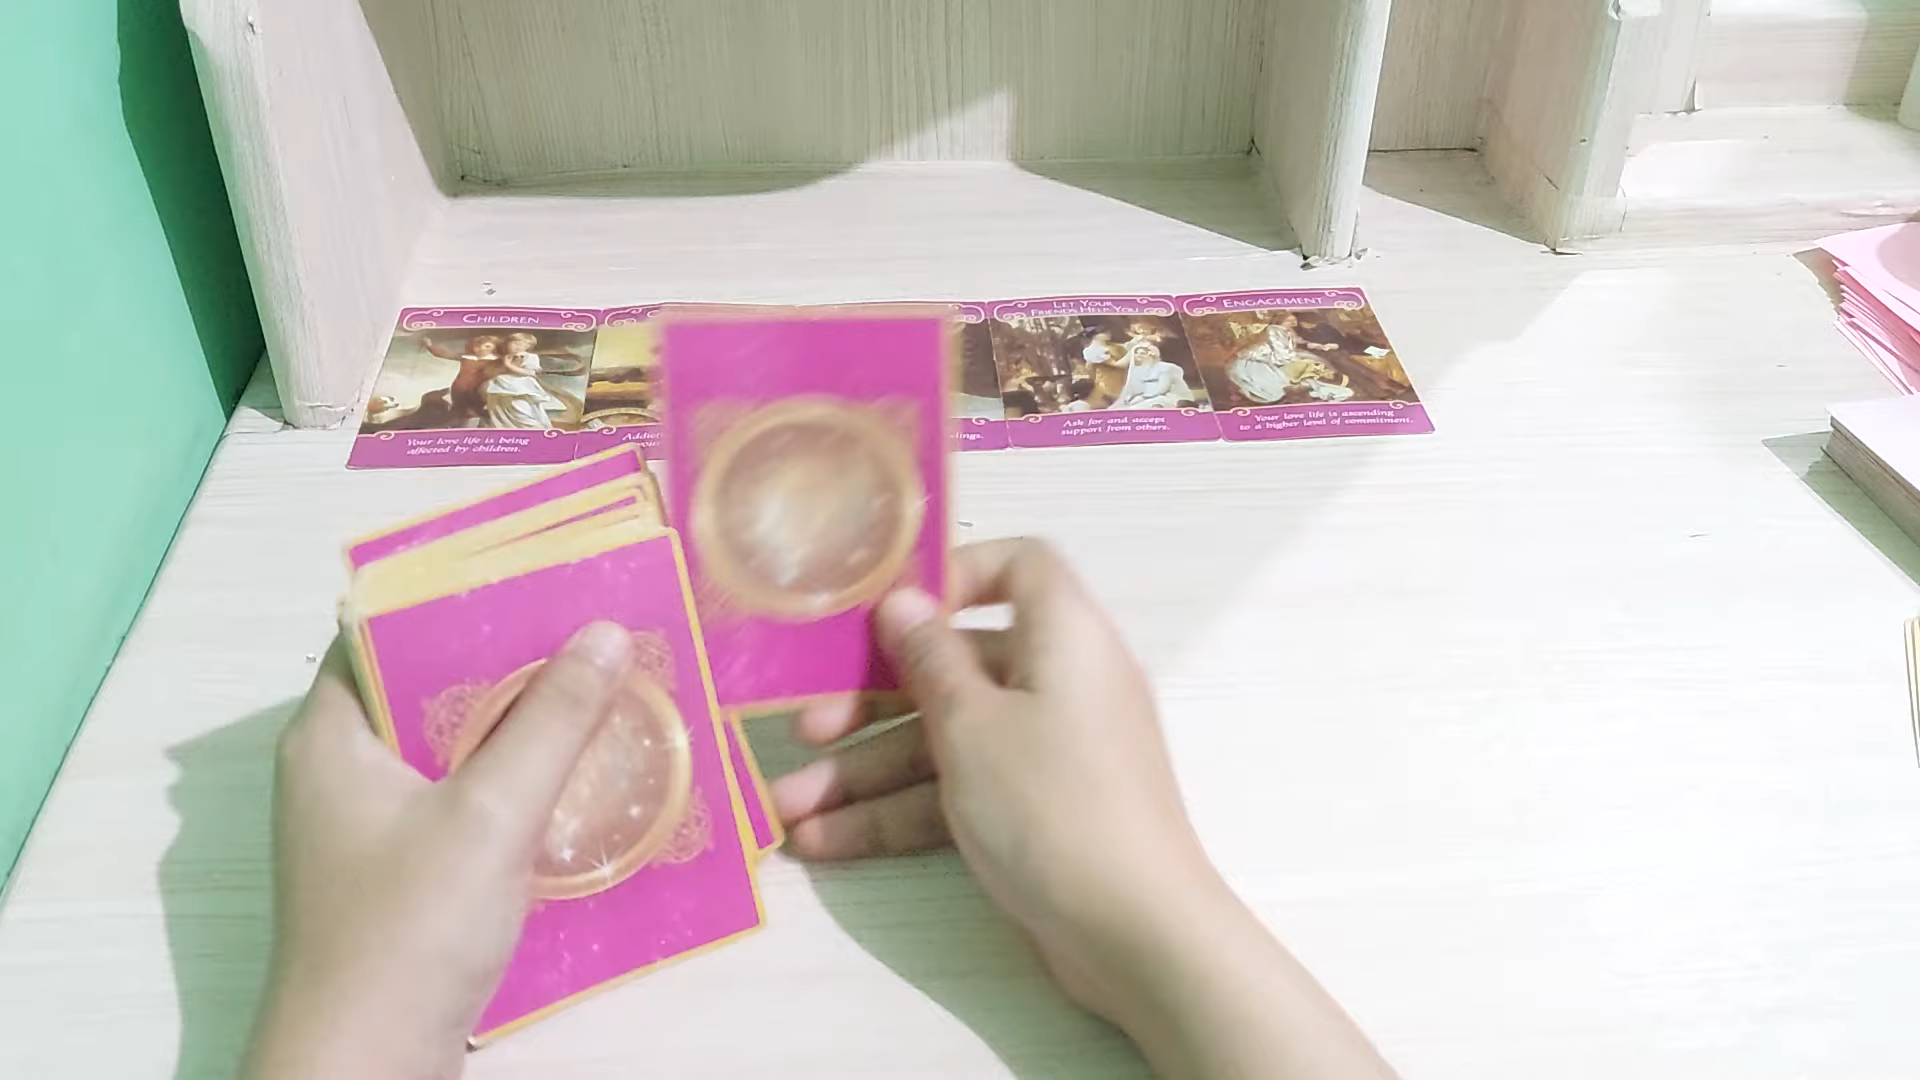 CHILDREN
Your love life is being
affected by children.
LET YOUR
FRIENDS HELP YOU
Ask for and accept
support from others.
ENGAGEMENT
Your love life is ascending
to a higher level of commitment.